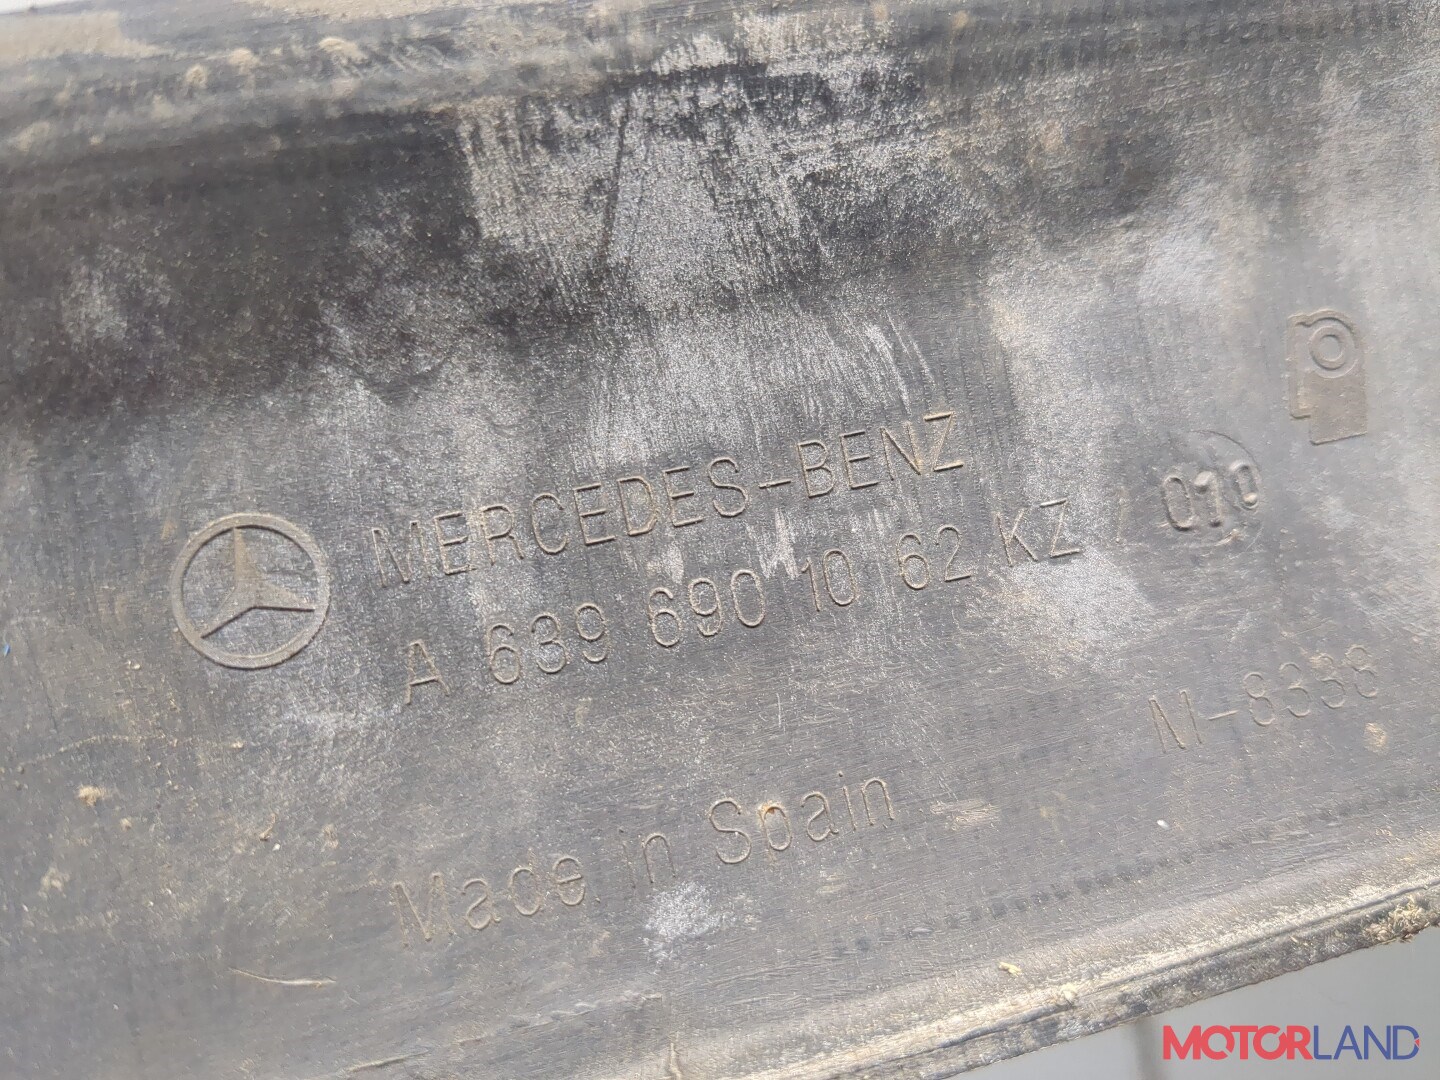 MERCEDES-BENZ
A 639 690 10 62 KZ / 010
M-8338
Made in Spain
MOTORLAND